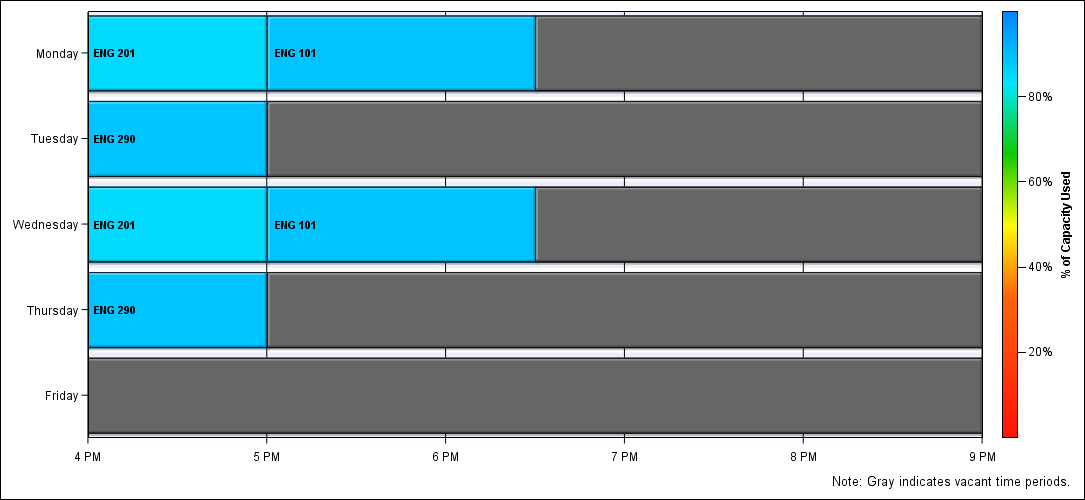 Monday
ENG 201
ENG 101
Tuesday
ENG 290
Wednesday
ENG 201
ENG 101
Thursday
ENG 290
Friday
4 PM
5 PM
6 PM
7 PM
8 PM
9 PM
80%
60%
40%
20%
% of Capacity Used
Note: Gray indicates vacant time periods.